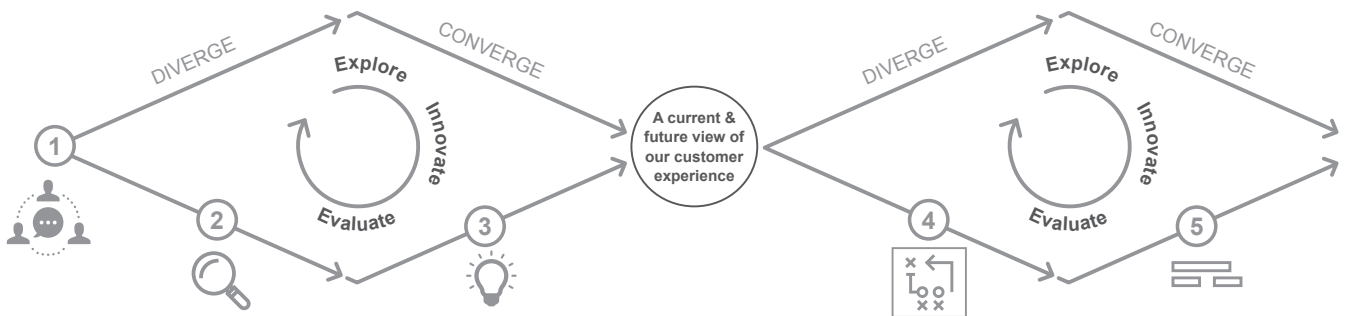 DIVERGE
CONVERGE
Explore
Innovate
Evaluate
1
2
3
A current &
future view of
our customer
experience
DIVERGE
CONVERGE
Explore
Innovate
Evaluate
4
5